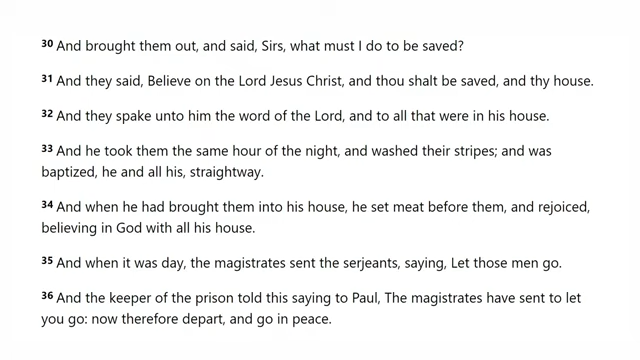 30 And brought them out, and said, Sirs, what must I do to be saved?
31 And they said, Believe on the Lord Jesus Christ, and thou shalt be saved, and thy house.
32 And they spake unto him the word of the Lord, and to all that were in his house.
33 And he took them the same hour of the night, and washed their stripes; and was
baptized, he and all his, straightway.
34 And when he had brought them into his house, he set meat before them, and rejoiced,
believing in God with all his house.
35 And when it was day, the magistrates sent the serjeants, saying, Let those men go.
36 And the keeper of the prison told this saying to Paul, The magistrates have sent to let
you go: now therefore depart, and go in peace.